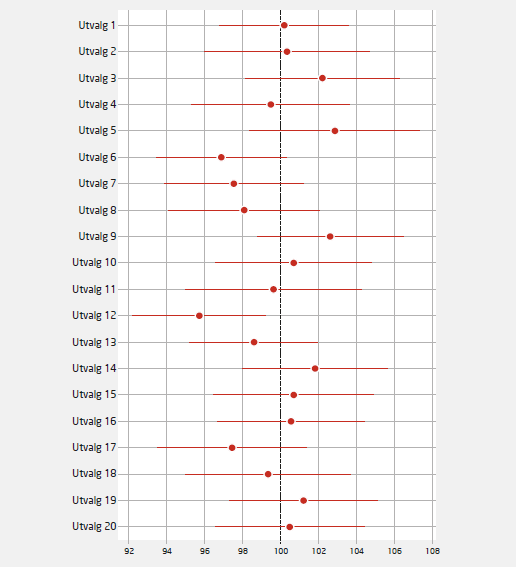 Utvalg 1
Utvalg 2
Utvalg 3
Utvalg 4
Utvalg 5
Utvalg 6
Utvalg 7
Utvalg 8
Utvalg 9
Utvalg 10
Utvalg 11
Utvalg 12
Utvalg 13
Utvalg 14
Utvalg 15
Utvalg 16
Utvalg 17
Utvalg 18
Utvalg 19
Utvalg 20
92 94 96 98 100 102 104 106 108